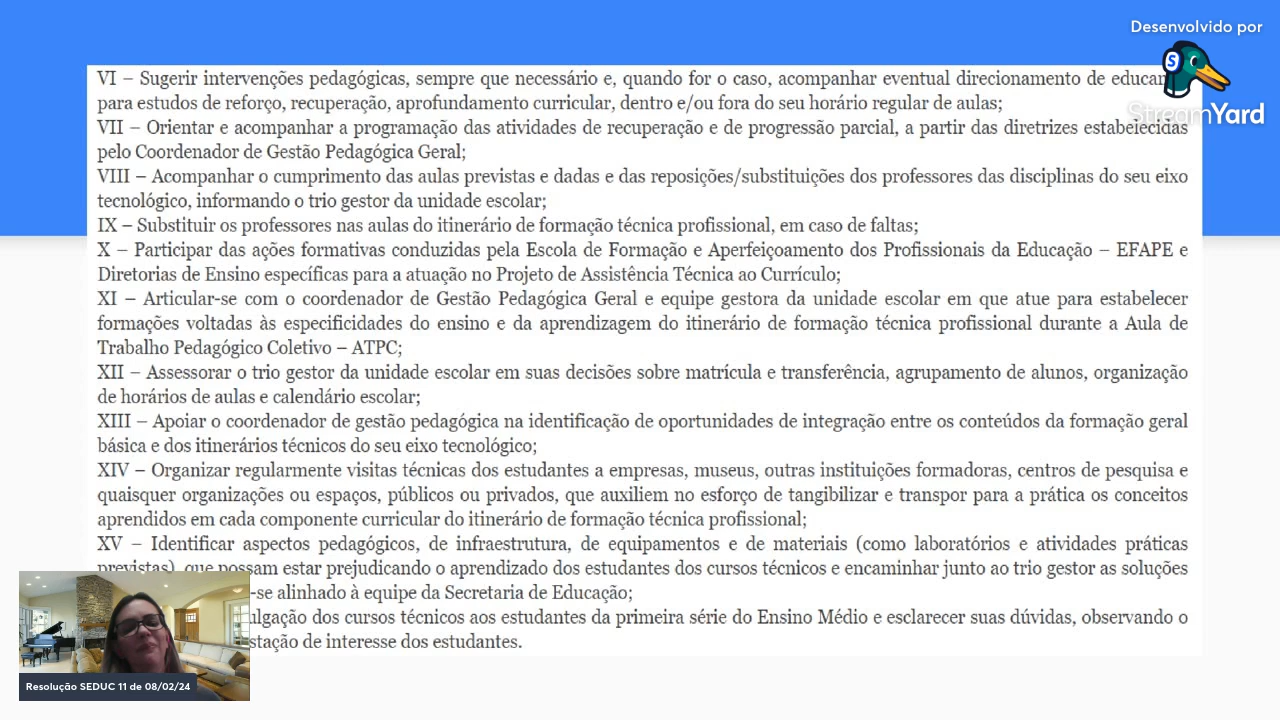 Desenvolvido por
StreamYard
VI – Sugerir intervenções pedagógicas, sempre que necessário e, quando for o caso, acompanhar eventual direcionamento de
para estudos de reforço, recuperação, aprofundamento curricular, dentro e/ou fora do seu horário regular de aulas;
VII – Orientar e acompanhar a programação das atividades de recuperação e de progressão parcial, a partir das diretrizes estabelecidas
pelo Coordenador de Gestão Pedagógica Geral;
VIII – Acompanhar o cumprimento das aulas previstas e dadas e das reposições/substituições dos professores das disciplinas do seu eixo
tecnológico, informando o trio gestor da unidade escolar;
IX – Substituir os professores nas aulas do itinerário de formação técnica profissional, em caso de faltas;
X – Participar das ações formativas conduzidas pela Escola de Formação e Aperfeiçoamento dos Profissionais da Educação – EFAPE e
Diretorias de Ensino específicas para a atuação no Projeto de Assistência Técnica ao Currículo;
XI – Articular-se com o coordenador de Gestão Pedagógica Geral e equipe gestora da unidade escolar em que atue para estabelecer
formações voltadas às especificidades do ensino e da aprendizagem do itinerário de formação técnica profissional durante a Aula de
Trabalho Pedagógico Coletivo – ATPC;
XII – Assessorar o trio gestor da unidade escolar em suas decisões sobre matrícula e transferência, agrupamento de alunos, organização
de horários de aulas e calendário escolar;
XIII – Apoiar o coordenador de gestão pedagógica na identificação de oportunidades de integração entre os conteúdos da formação geral
básica e dos itinerários técnicos do seu eixo tecnológico;
XIV – Organizar regularmente visitas técnicas dos estudantes a empresas, museus, outras instituições formadoras, centros de pesquisa e
quaisquer organizações ou espaços, públicos ou privados, que auxiliem no esforço de tangibilizar e transpor para a prática os conceitos
aprendidos em cada componente curricular do itinerário de formação técnica profissional;
XV – Identificar aspectos pedagógicos, de infraestrutura, de equipamentos e de materiais (como laboratórios e atividades práticas
previstas), que possam estar prejudicando o aprendizado dos estudantes dos cursos técnicos e encaminhar junto ao trio gestor as soluções
-se alinhado à equipe da Secretaria de Educação;
dos cursos técnicos aos estudantes da primeira série do Ensino Médio e esclarecer suas dúvidas, observando o
de interesse dos estudantes.
Resolução SEDUC 11 de 08/02/24